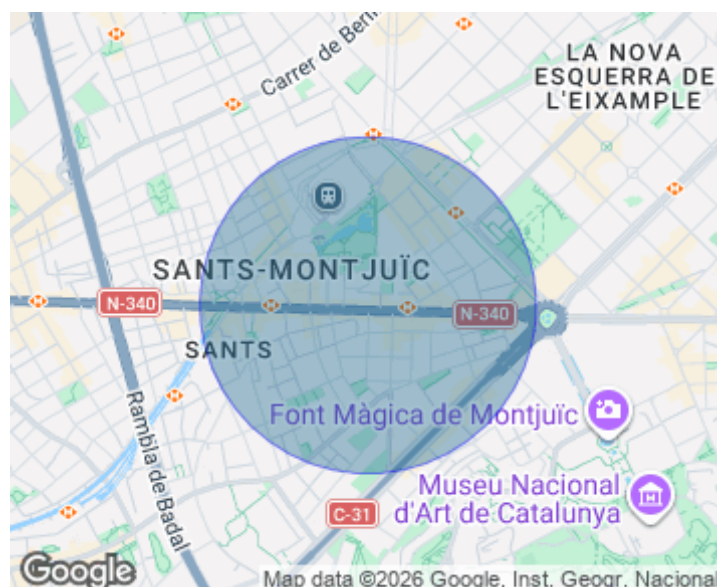 LA NOVA
ESQUERRA DE
L'EIXAMPLE
Carrer de Berlín
SANTS-MONTJUÏC
N-340
N-340
SANTS
Rambla de Badal
Font Màgica de Montjuïc
Museu Nacional
d'Art de Catalunya
C-31
Google
Map data ©2026 Google, Inst. Geogr. Nacional